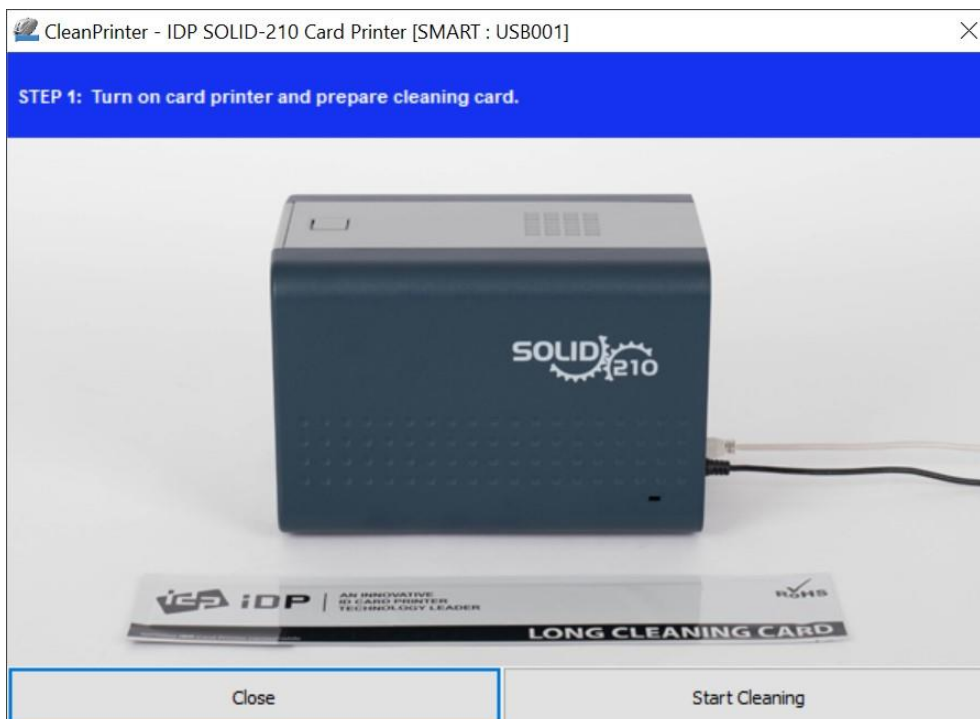 CleanPrinter - IDP SOLID-210 Card Printer [SMART : USB001]
STEP 1: Turn on card printer and prepare cleaning card.
SOLID 210
iDP
AN INNOVATIVE
ID CARD PRINTER
TECHNOLOGY LEADER
RoHS
LONG CLEANING CARD
Close
Start Cleaning